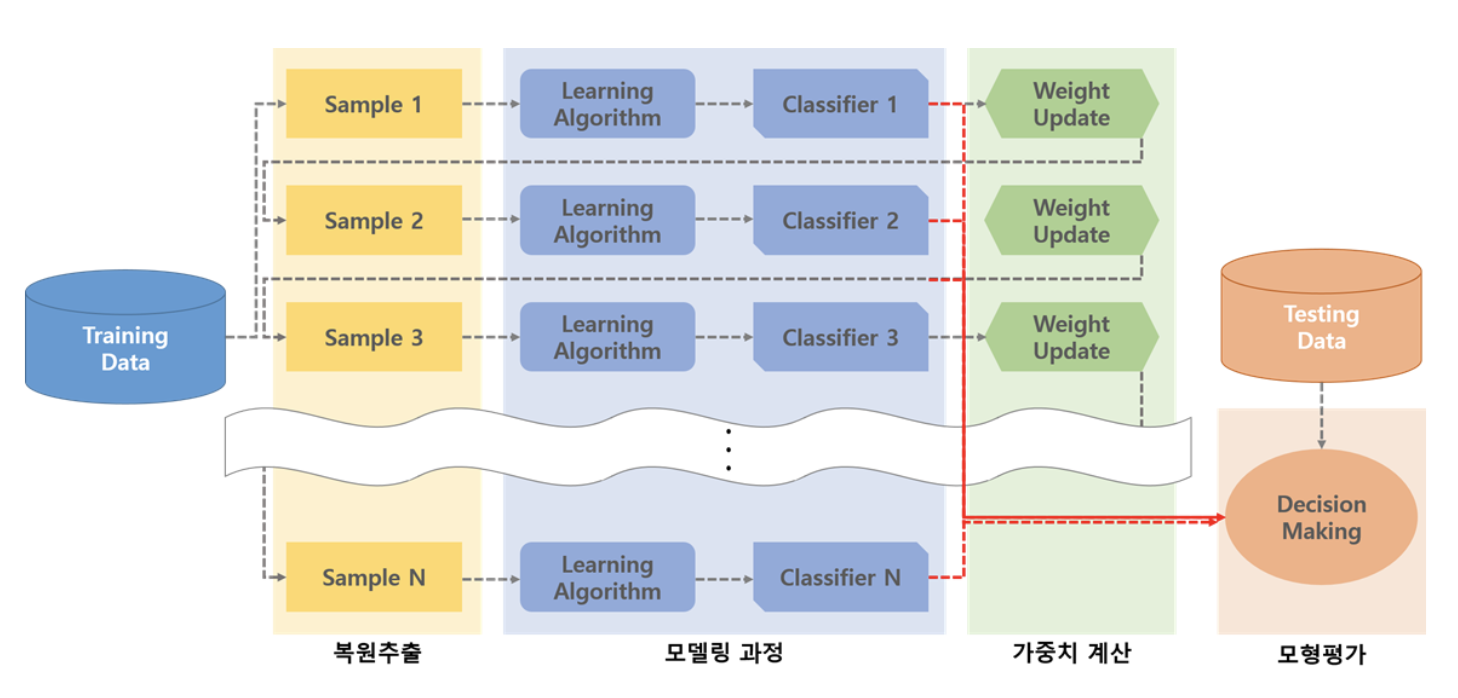 Sample 1
Learning
Algorithm
Classifier 1
Weight
Update
Sample 2
Learning
Algorithm
Classifier 2
Weight
Update
Training
Data
Sample 3
Learning
Algorithm
Classifier 3
Weight
Update
Testing
Data
Decision
Making
Sample N
Learning
Algorithm
Classifier N
복원추출
모델링 과정
가중치 계산
모형평가